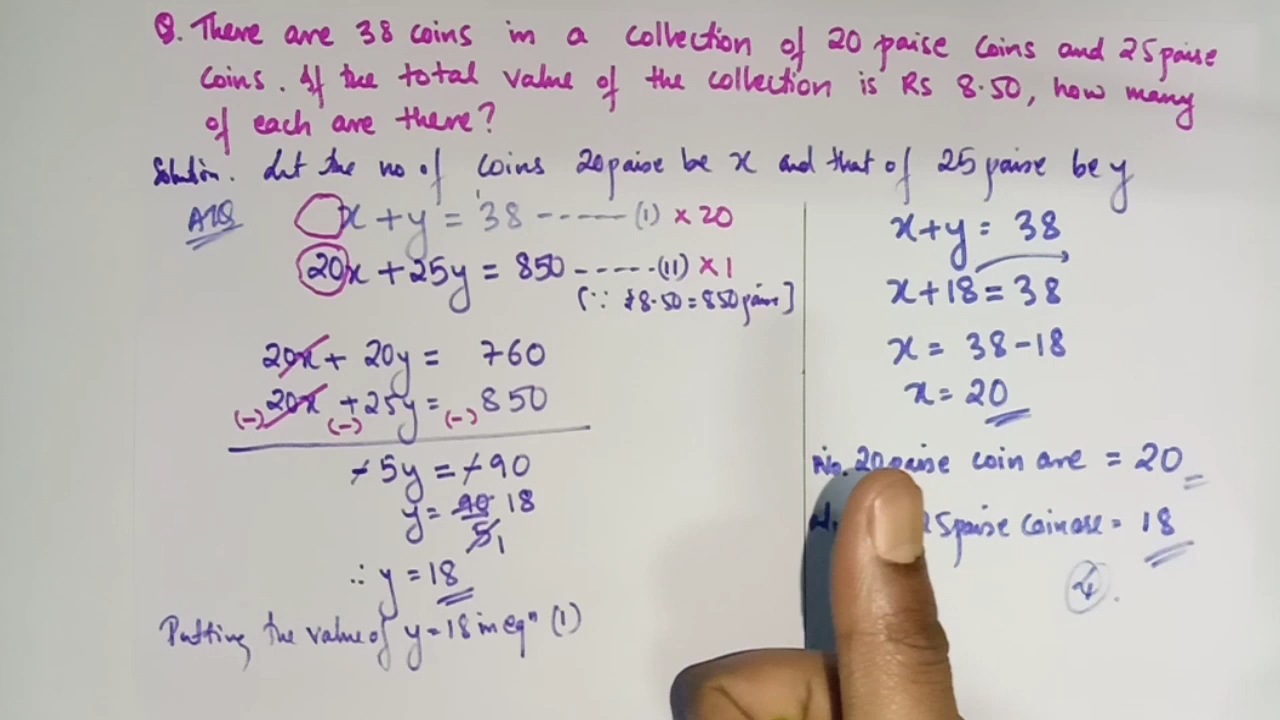 Q. There are 38 coins in a collection of 20 paise coins and 25 paise
coins. If the total value of the collection is Rs 8.50, how many
of each are there?
Solution. Let the no of coins 20 paise be x and that of 25 paise be y
ATQ
x + y = 38 ------ (I) × 20
20x + 25y = 850 ------ (II) × 1
[∵ ₹8.50 = 850 paise]
20x + 20y = 760
(-) 20x (-) + 25y = (-) 850
-5y = -90
y = 90/5 18
1
∴ y = 18
Putting the value of y = 18 in eqⁿ (I)
x + y = 38
x + 18 = 38
x = 38 - 18
x = 20
No. 20 paise coin are = 20
5 paise coin are = 18